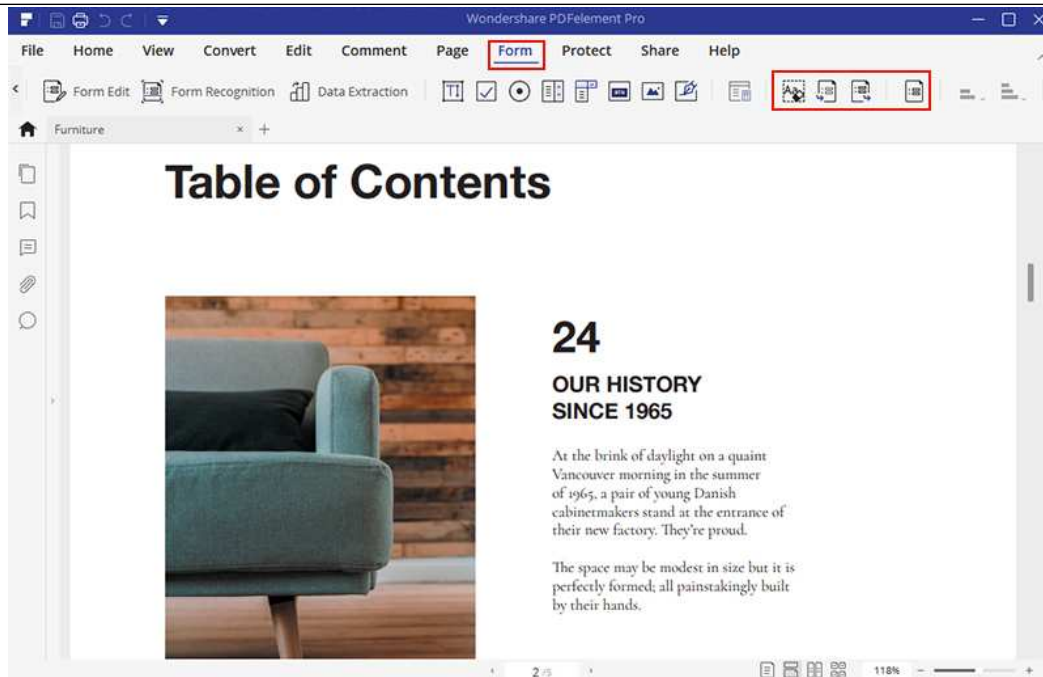 Wondershare PDFelement Pro
File Home View Convert Edit Comment Page Form Protect Share Help
Form Edit Form Recognition Data Extraction
Furniture
Table of Contents
24
OUR HISTORY
SINCE 1965
At the brink of daylight on a quaint
Vancouver morning in the summer
of 1965, a pair of young Danish
cabinetmakers stand at the entrance of
their new factory. They're proud.
The space may be modest in size but it is
perfectly formed; all painstakingly built
by their hands.
2 /5
118%